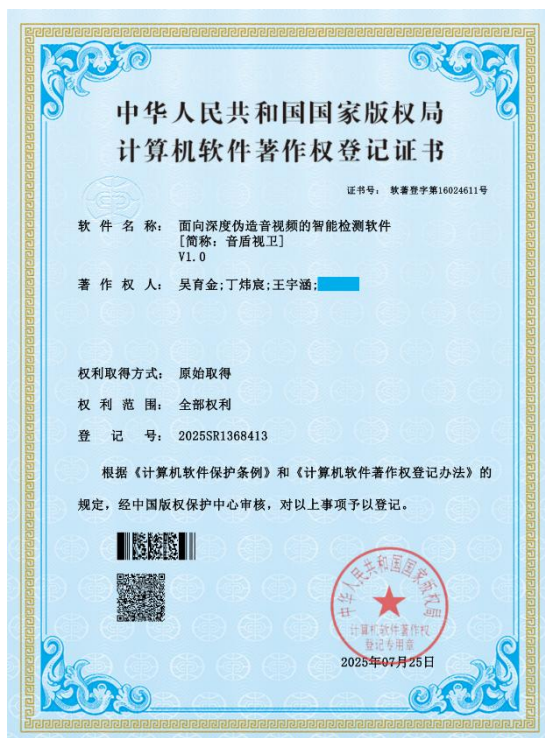 中华人民共和国国家版权局
计算机软件著作权登记证书
证书号： 软著登字第16024611号
软 件 名 称： 面向深度伪造音视频的智能检测软件
[简称：音盾视卫]
V1.0
著 作 权 人： 吴育金;丁炜宸;王宇涵;
权利取得方式： 原始取得
权 利 范 围： 全部权利
登 记 号： 2025SR1368413
根据《计算机软件保护条例》和《计算机软件著作权登记办法》的
规定，经中国版权保护中心审核，对以上事项予以登记。
中华人民共和国国家版权局
计算机软件著作权
登记专用章
2025年07月25日